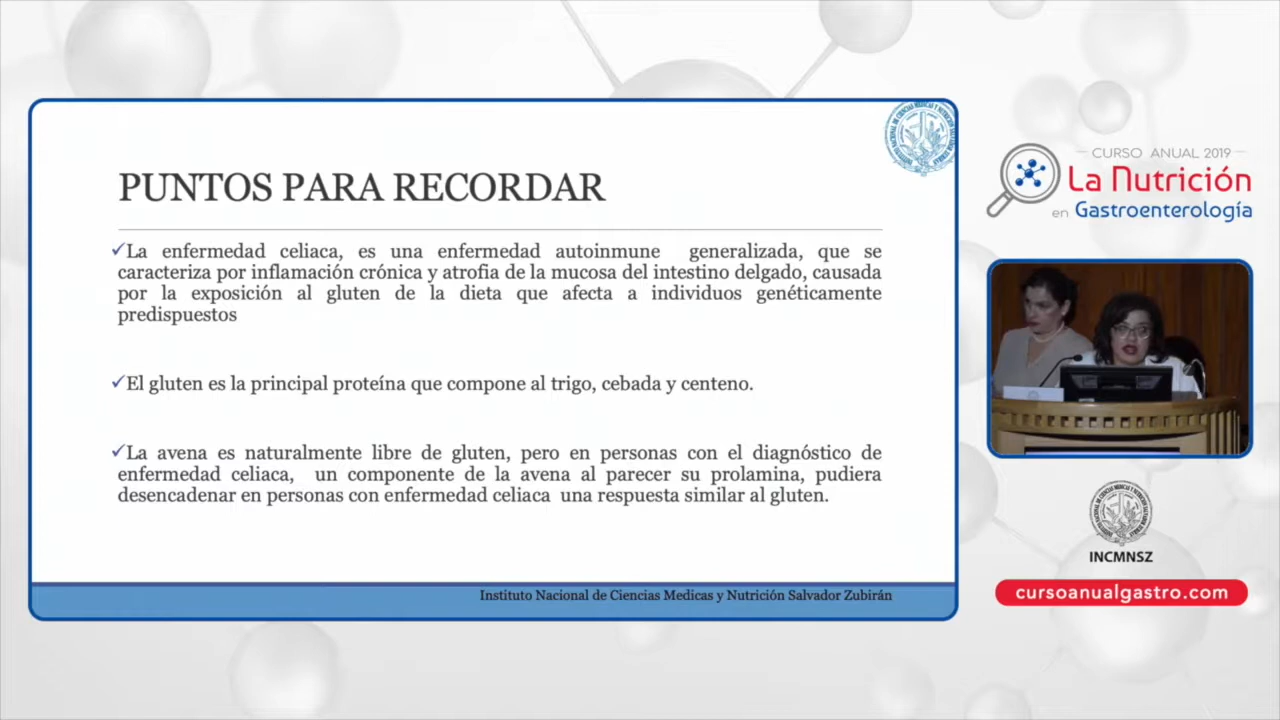 PUNTOS PARA RECORDAR
✓La enfermedad celiaca, es una enfermedad autoinmune generalizada, que se
caracteriza por inflamación crónica y atrofia de la mucosa del intestino delgado, causada
por la exposición al gluten de la dieta que afecta a individuos genéticamente
predispuestos
✓El gluten es la principal proteína que compone al trigo, cebada y centeno.
✓La avena es naturalmente libre de gluten, pero en personas con el diagnóstico de
enfermedad celiaca, un componente de la avena al parecer su prolamina, pudiera
desencadenar en personas con enfermedad celiaca una respuesta similar al gluten.
Instituto Nacional de Ciencias Medicas y Nutrición Salvador Zubirán
CURSO ANUAL 2019
La Nutrición
en Gastroenterología
INCMNSZ
cursoanualgastro.com